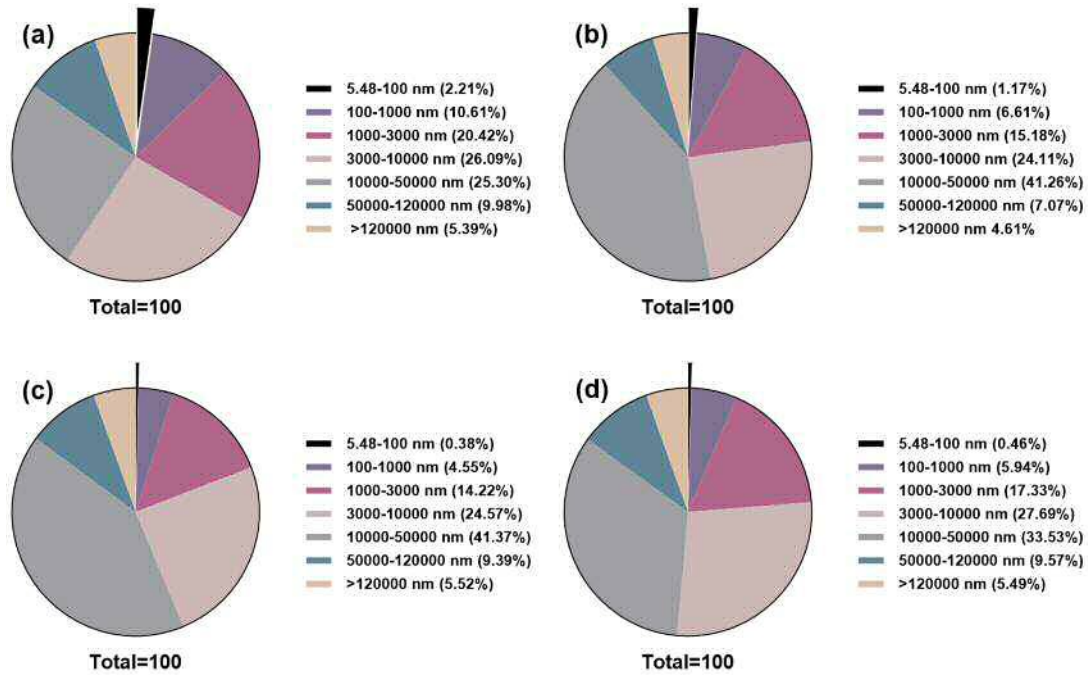 (a)
5.48-100 nm (2.21%)
100-1000 nm (10.61%)
1000-3000 nm (20.42%)
3000-10000 nm (26.09%)
10000-50000 nm (25.30%)
50000-120000 nm (9.98%)
>120000 nm (5.39%)
Total=100
(b)
5.48-100 nm (1.17%)
100-1000 nm (6.61%)
1000-3000 nm (15.18%)
3000-10000 nm (24.11%)
10000-50000 nm (41.26%)
50000-120000 nm (7.07%)
>120000 nm 4.61%
Total=100
(c)
5.48-100 nm (0.38%)
100-1000 nm (4.55%)
1000-3000 nm (14.22%)
3000-10000 nm (24.57%)
10000-50000 nm (41.37%)
50000-120000 nm (9.39%)
>120000 nm (5.52%)
Total=100
(d)
5.48-100 nm (0.46%)
100-1000 nm (5.94%)
1000-3000 nm (17.33%)
3000-10000 nm (27.69%)
10000-50000 nm (33.53%)
50000-120000 nm (9.57%)
>120000 nm (5.49%)
Total=100